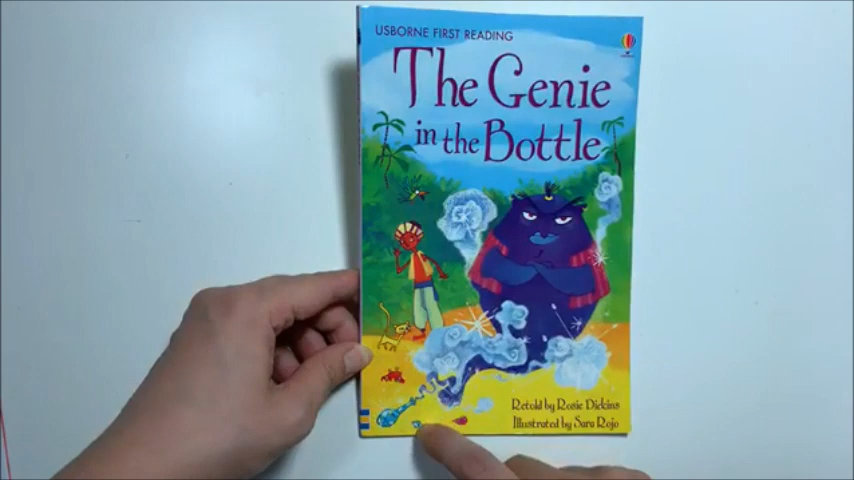 USBORNE FIRST READING
The Genie
in the Bottle
Retold by Rosie Dickins
Illustrated by Sara Rojo